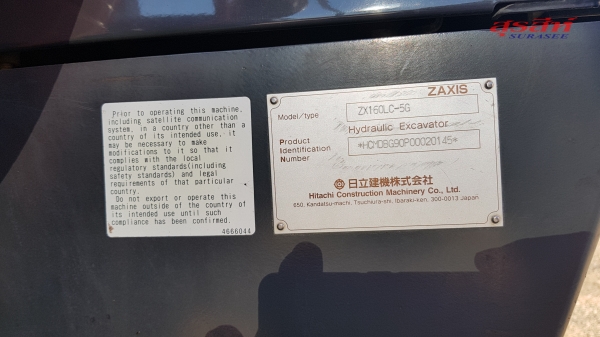 สุรสีห์
SURASEE
Prior to operating this machine,
including satellite communication
system, in a country other than a
country of its intended use, it
may be necessary to make
modifications to it so that it
complies with the local
regulatory standards(including
safety standards) and legal
requirements of that particular
country.
Do not export or operate this
machine outside of the country of
its intended use until such
compliance has been confirmed.
4666044
ZAXIS
Model/type ZX160LC-5G
Hydraulic Excavator
Product
Identification *HCMDBG90P00020145*
Number
日立建機株式会社
Hitachi Construction Machinery Co., Ltd.
650, Kandatsu-machi, Tsuchiura-shi, Ibaraki-ken, 300-0013 Japan